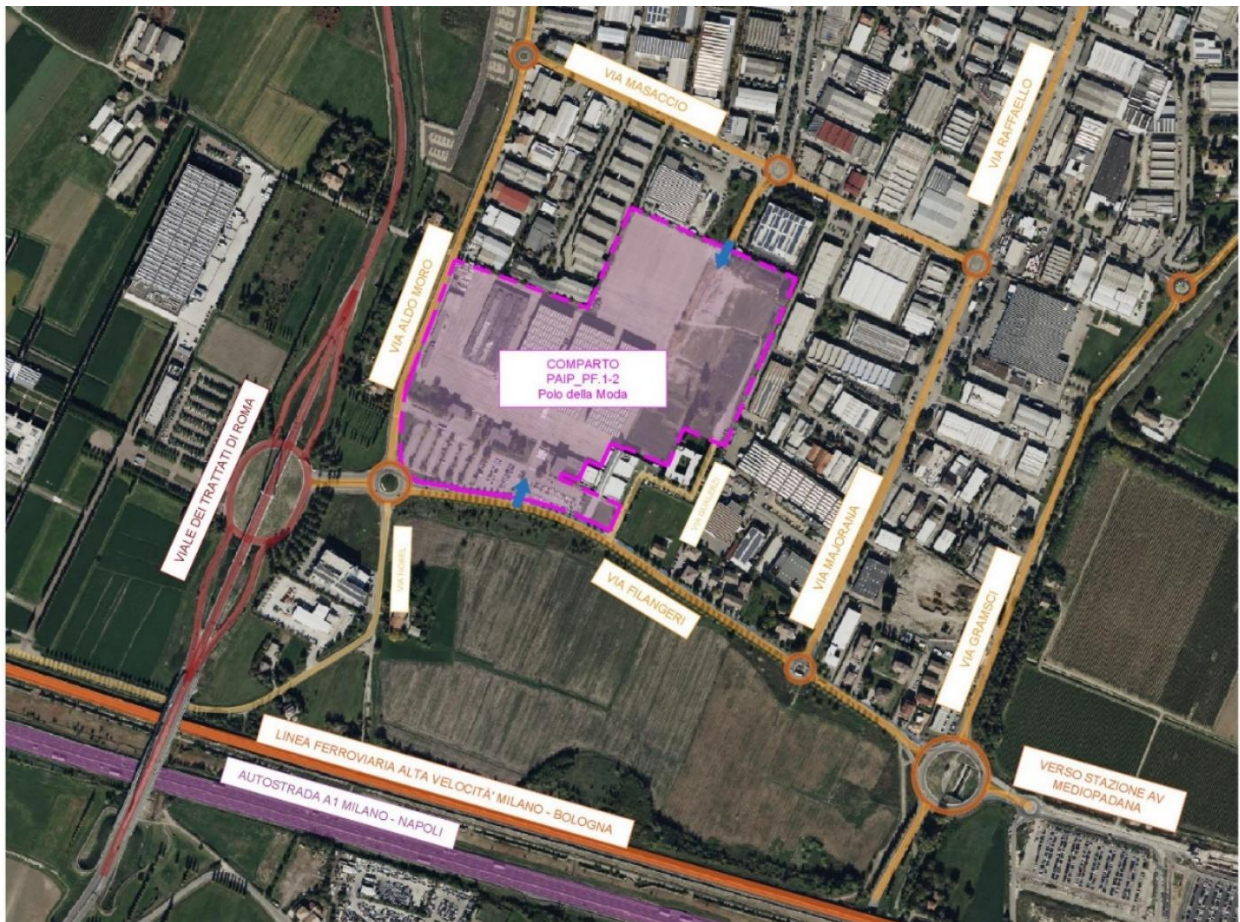 VIA MASACCIO
VIA RAFFAELLO
VIA ALDO MORO
COMPARTO
PAIP_PF.1-2
Polo della Moda
VIALE DEI TRATTATI DI ROMA
VIA NOBEL
VIA FILANGERI
VIA MAJORANA
VIA GRAMSCI
LINEA FERROVIARIA ALTA VELOCITA' MILANO - BOLOGNA
AUTOSTRADA A1 MILANO - NAPOLI
VERSO STAZIONE AV
MEDIOPADANA